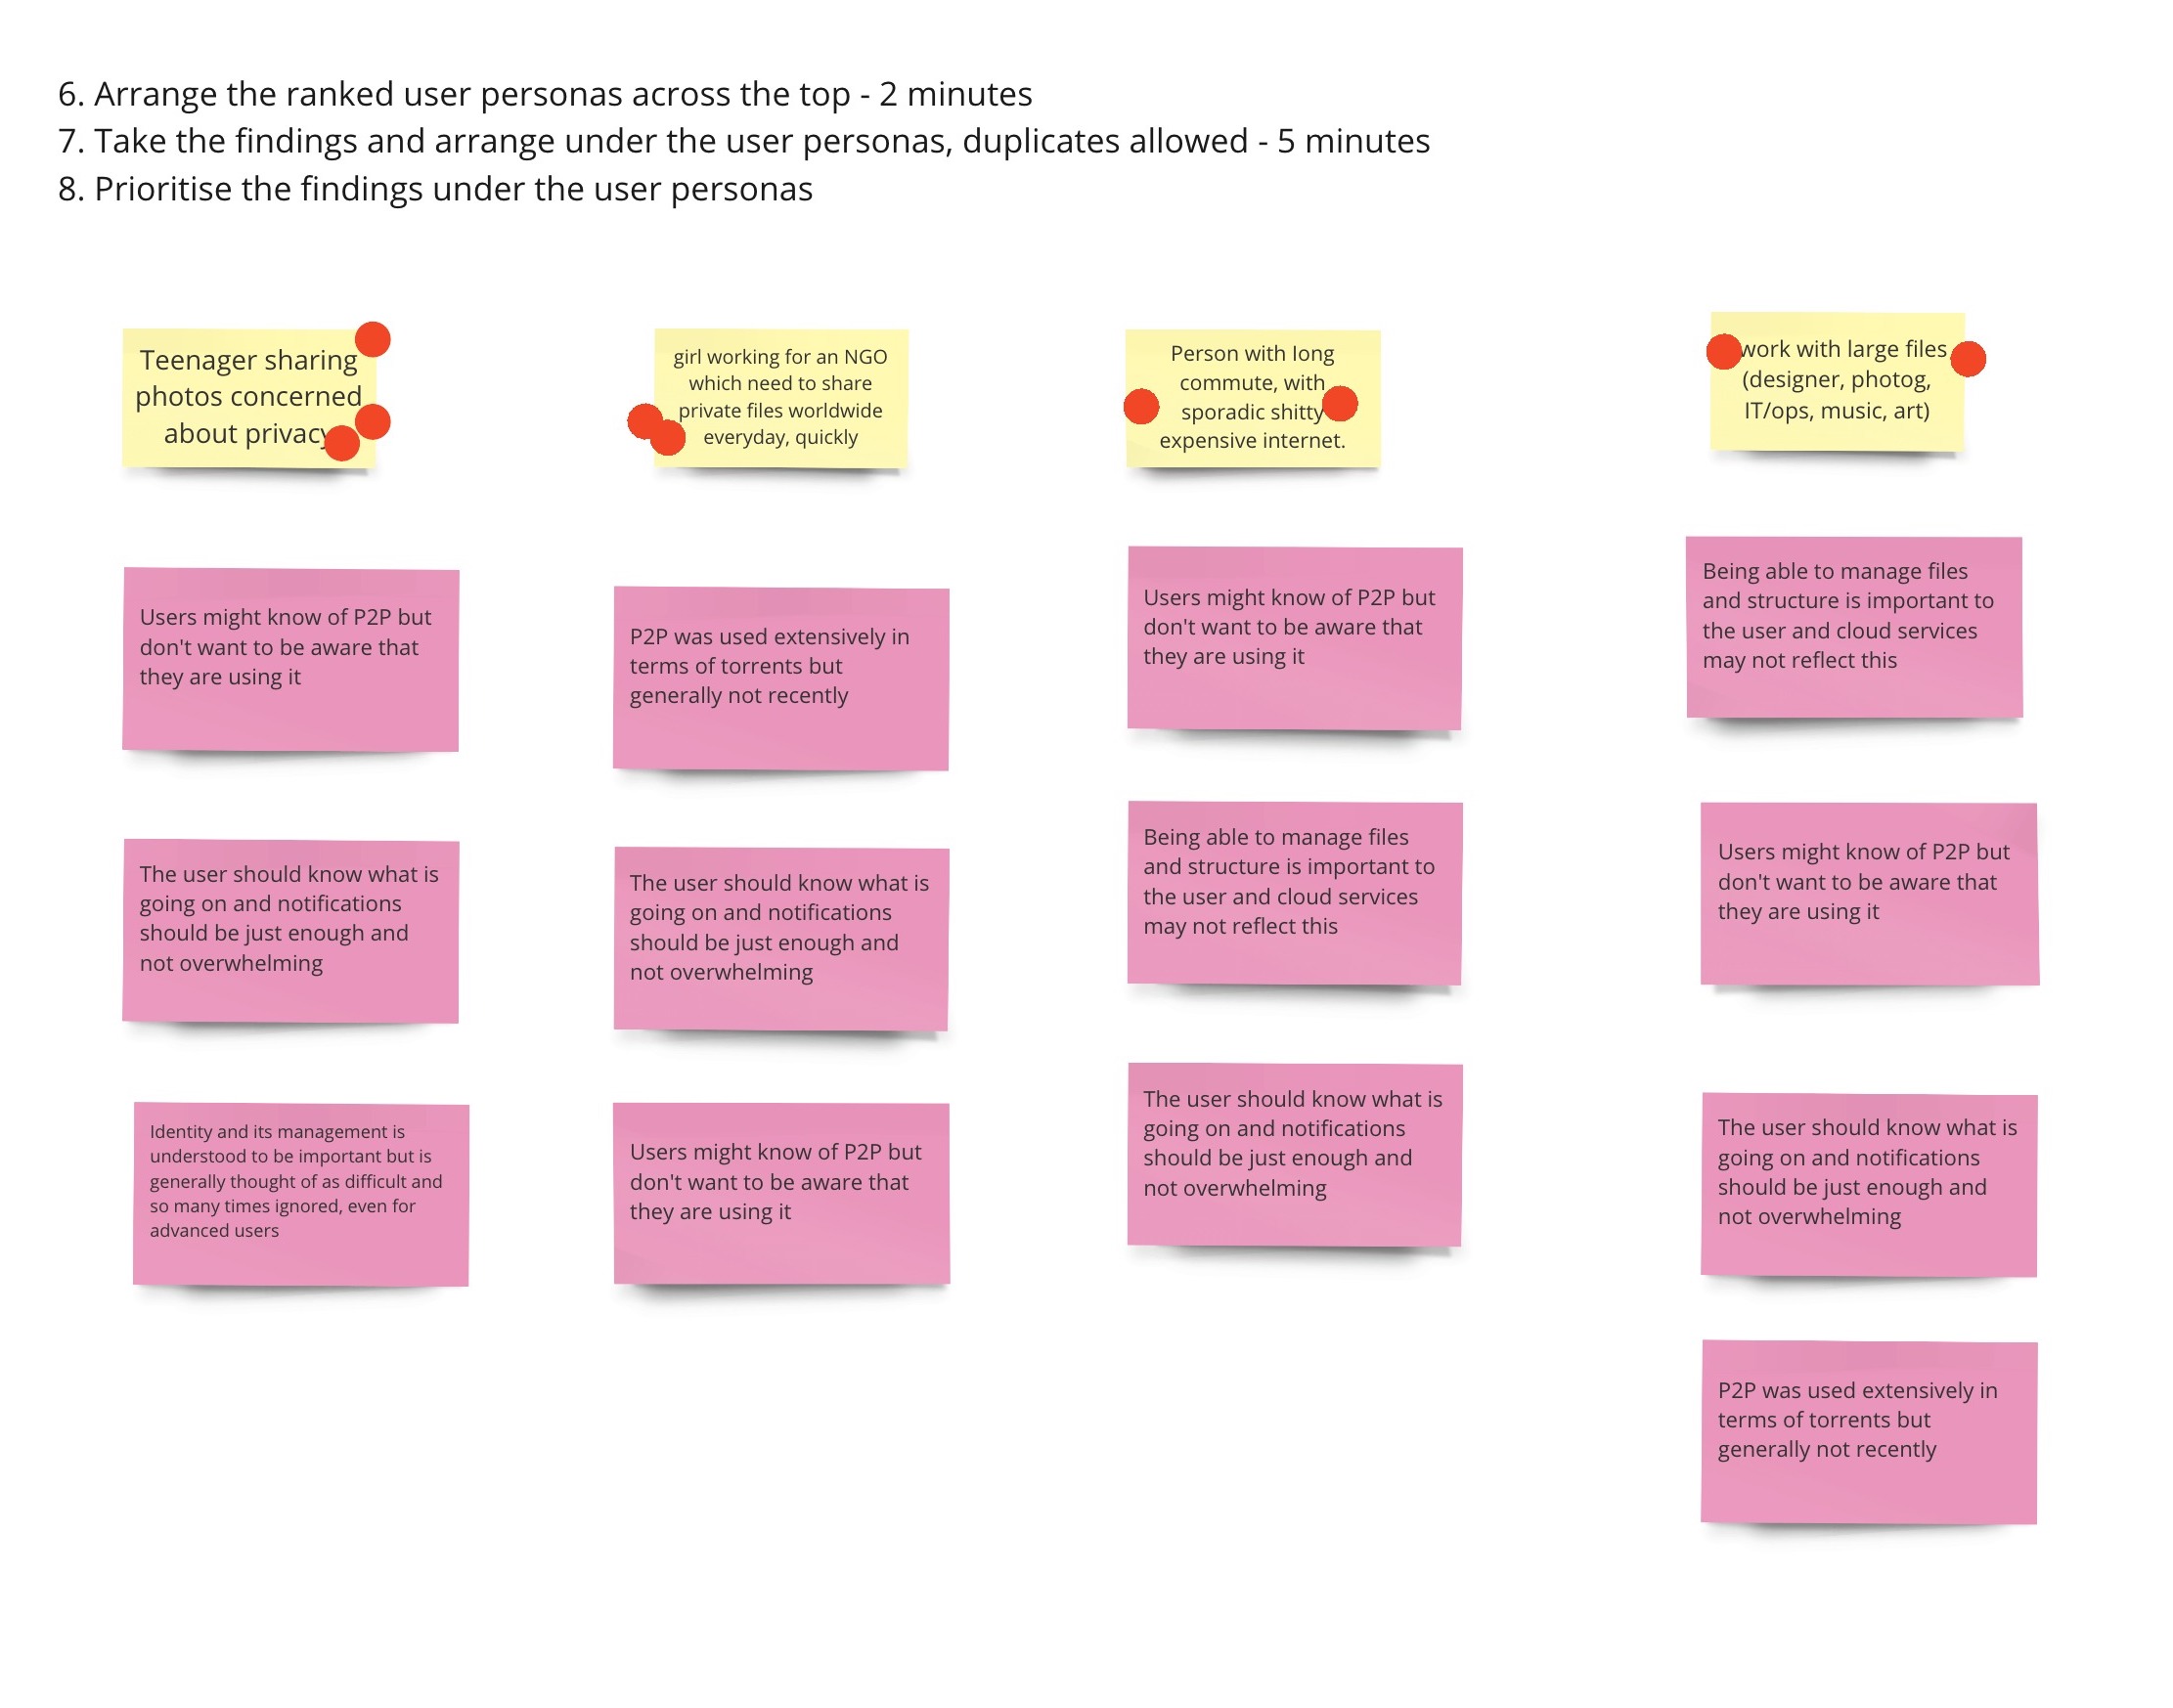 6. Arrange the ranked user personas across the top - 2 minutes
7. Take the findings and arrange under the user personas, duplicates allowed - 5 minutes
8. Prioritise the findings under the user personas
Teenager sharing
photos concerned
about privacy
girl working for an NGO
which need to share
private files worldwide
everyday, quickly
Person with long
commute, with
sporadic shitty
expensive internet.
work with large files
(designer, photog,
IT/ops, music, art)
Users might know of P2P but
don't want to be aware that
they are using it
The user should know what is
going on and notifications
should be just enough and
not overwhelming
Identity and its management is
understood to be important but is
generally thought of as difficult and
so many times ignored, even for
advanced users
P2P was used extensively in
terms of torrents but
generally not recently
The user should know what is
going on and notifications
should be just enough and
not overwhelming
Users might know of P2P but
don't want to be aware that
they are using it
Users might know of P2P but
don't want to be aware that
they are using it
Being able to manage files
and structure is important to
the user and cloud services
may not reflect this
The user should know what is
going on and notifications
should be just enough and
not overwhelming
Being able to manage files
and structure is important to
the user and cloud services
may not reflect this
Users might know of P2P but
don't want to be aware that
they are using it
The user should know what is
going on and notifications
should be just enough and
not overwhelming
P2P was used extensively in
terms of torrents but
generally not recently